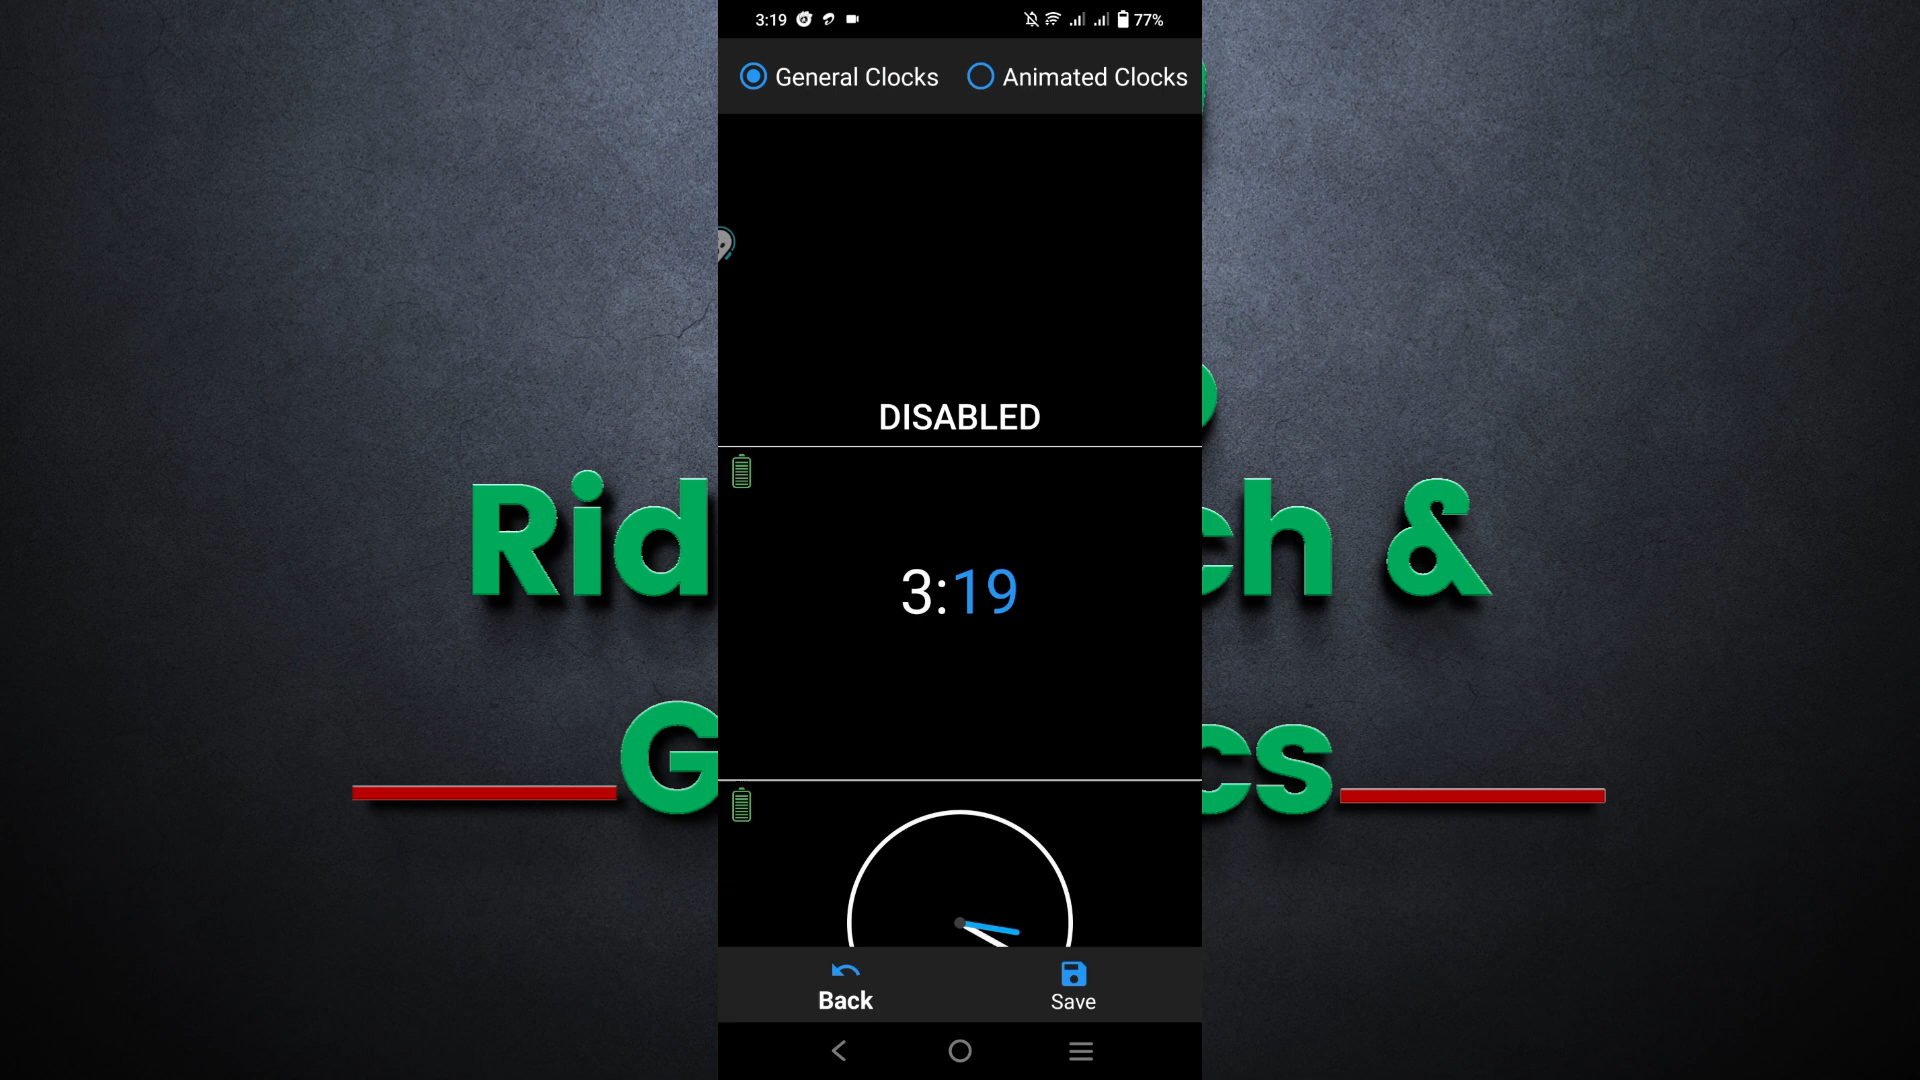 3:19 77%
General Clocks Animated Clocks
DISABLED
Rid ch &
3:19
G cs
Back Save